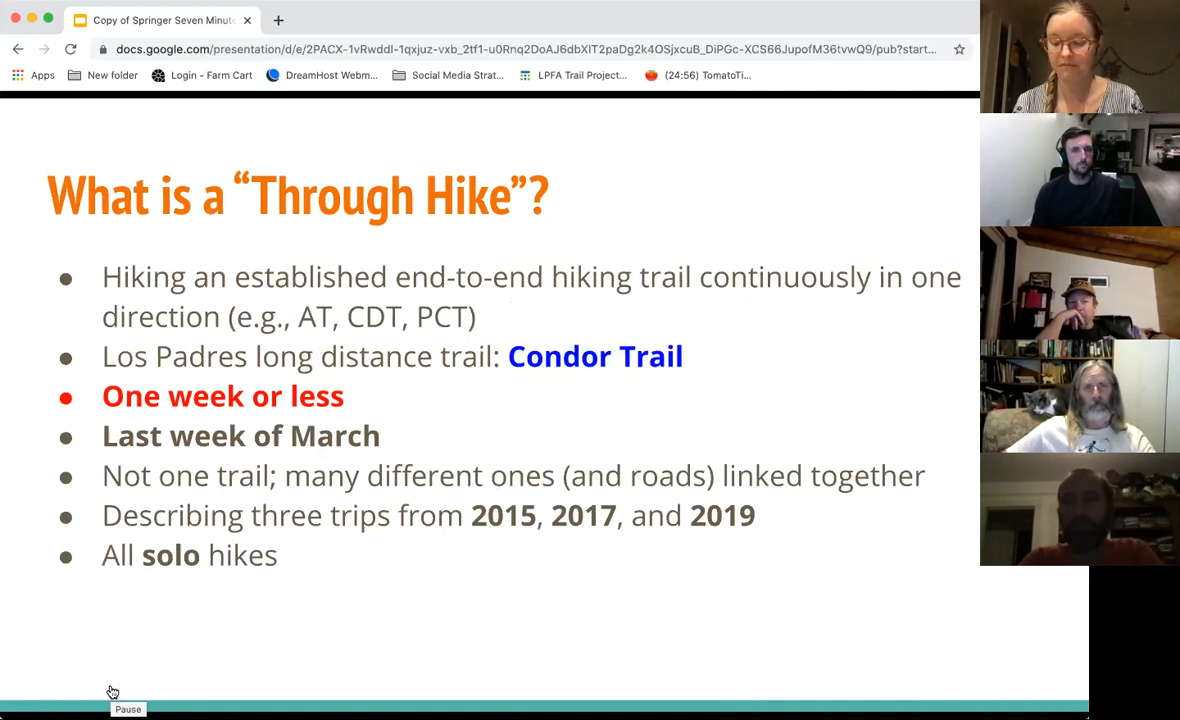 Copy of Springer Seven Minut
docs.google.com/presentation/d/e/2PACX-1vRwddl-1qxjuz-vxb_2tf1-u0Rnq2DoAJ6dbXIT2paDg2k4OSjxcuB_DiPGc-XCS66JupofM36tvwQ9/pub?start...
Apps New folder Login - Farm Cart DreamHost Webm... Social Media Strat... LPFA Trail Project... (24:56) TomatoTi...
What is a “Through Hike”?
● Hiking an established end-to-end hiking trail continuously in one
direction (e.g., AT, CDT, PCT)
● Los Padres long distance trail: Condor Trail
● One week or less
● Last week of March
● Not one trail; many different ones (and roads) linked together
● Describing three trips from 2015, 2017, and 2019
● All solo hikes
Pause